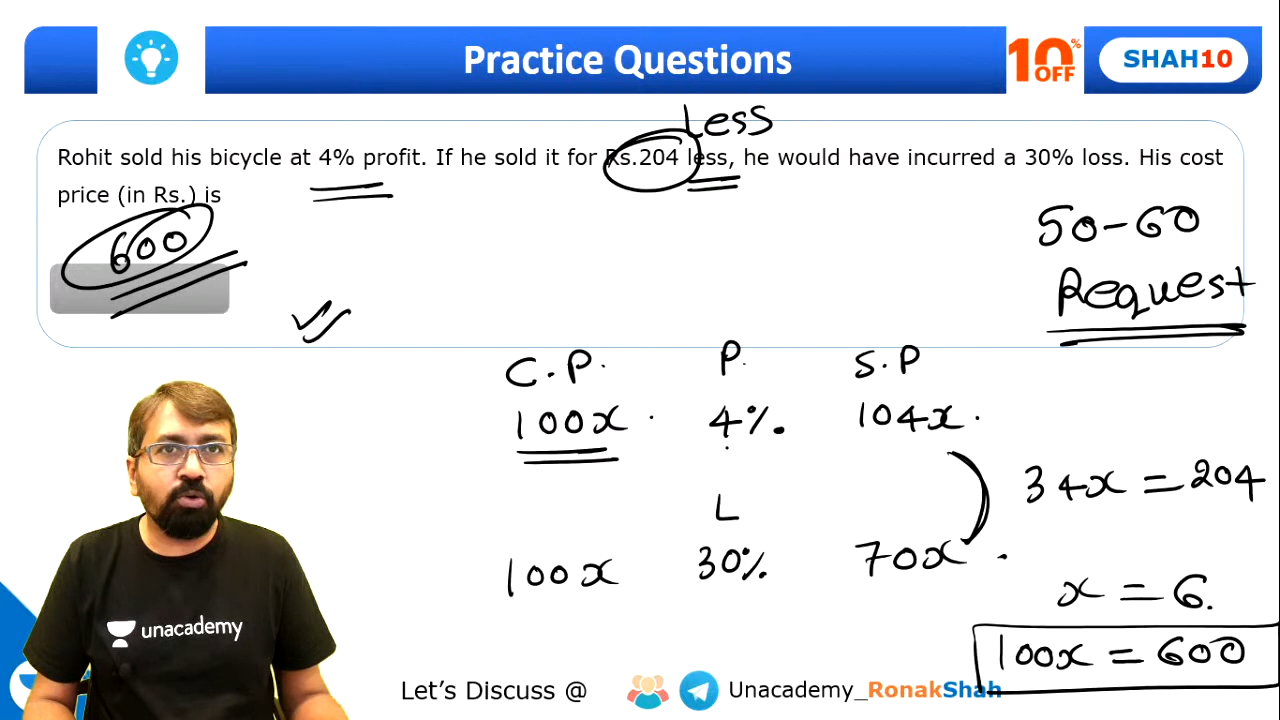 Practice Questions
10% OFF
SHAH10
Less
Rohit sold his bicycle at 4% profit. If he sold it for Rs.204 less, he would have incurred a 30% loss. His cost
price (in Rs.) is
600
50-60
Request
C.P. P. S.P
100x 4% 104x
34x = 204
L
100x 30% 70x
x = 6.
100x = 600
unacademy
Let’s Discuss @ Unacademy_RonakShah